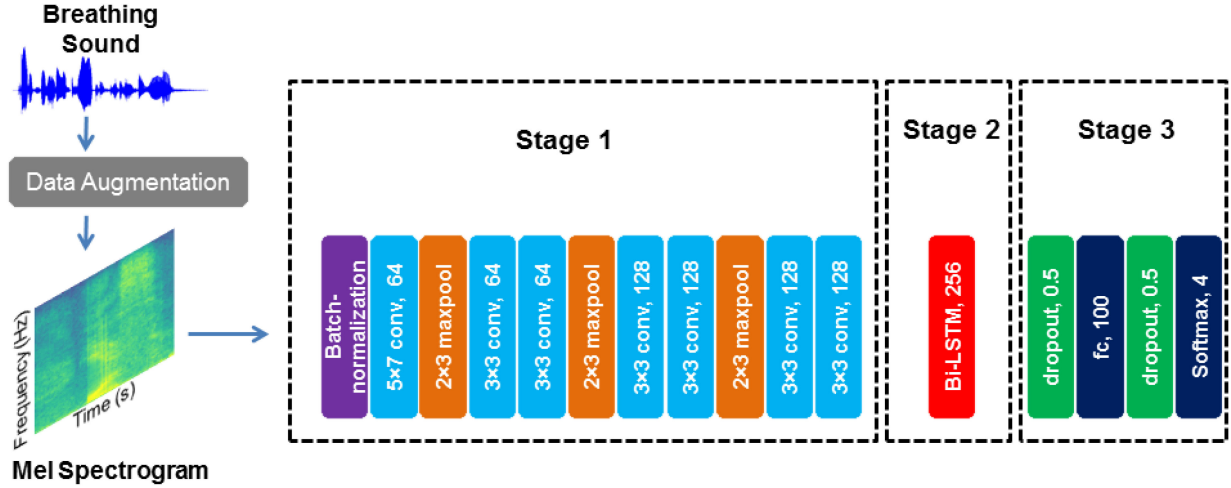 Breathing
Sound
Data Augmentation
Frequency (Hz)
Time (s)
Mel Spectrogram
Stage 1
Batch-
normalization
5×7 conv, 64
2×3 maxpool
3×3 conv, 64
3×3 conv, 64
2×3 maxpool
3×3 conv, 128
3×3 conv, 128
2×3 maxpool
3×3 conv, 128
3×3 conv, 128
Stage 2
Bi-LSTM, 256
Stage 3
dropout, 0.5
fc, 100
dropout, 0.5
Softmax, 4